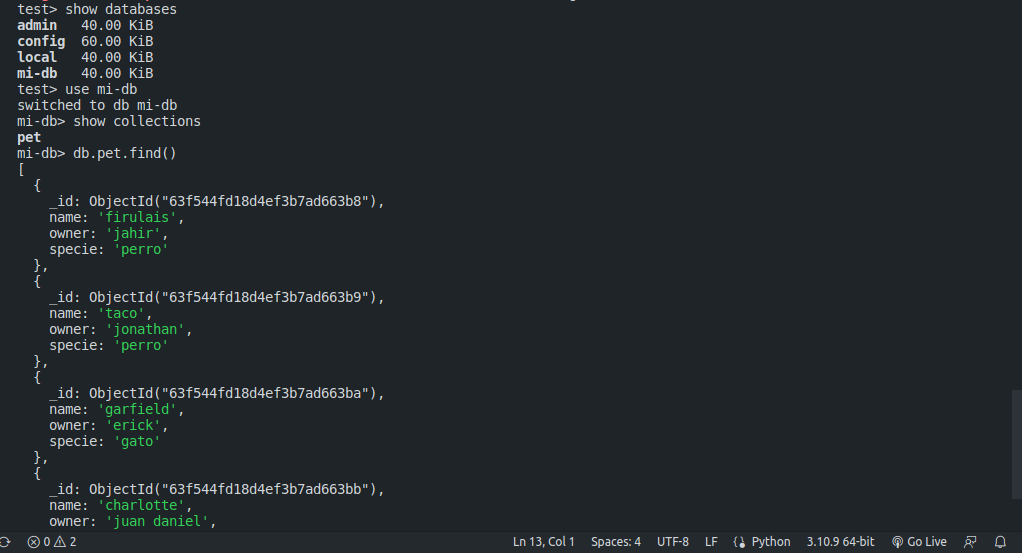 test> show databases
admin   40.00 KiB
config  60.00 KiB
local   40.00 KiB
mi-db   40.00 KiB
test> use mi-db
switched to db mi-db
mi-db> show collections
pet
mi-db> db.pet.find()
[
  {
    _id: ObjectId("63f544fd18d4ef3b7ad663b8"),
    name: 'firulais',
    owner: 'jahir',
    specie: 'perro'
  },
  {
    _id: ObjectId("63f544fd18d4ef3b7ad663b9"),
    name: 'taco',
    owner: 'jonathan',
    specie: 'perro'
  },
  {
    _id: ObjectId("63f544fd18d4ef3b7ad663ba"),
    name: 'garfield',
    owner: 'erick',
    specie: 'gato'
  },
  {
    _id: ObjectId("63f544fd18d4ef3b7ad663bb"),
    name: 'charlotte',
    owner: 'juan daniel',
0 2 Ln 13, Col 1 Spaces: 4 UTF-8 LF Python 3.10.9 64-bit Go Live